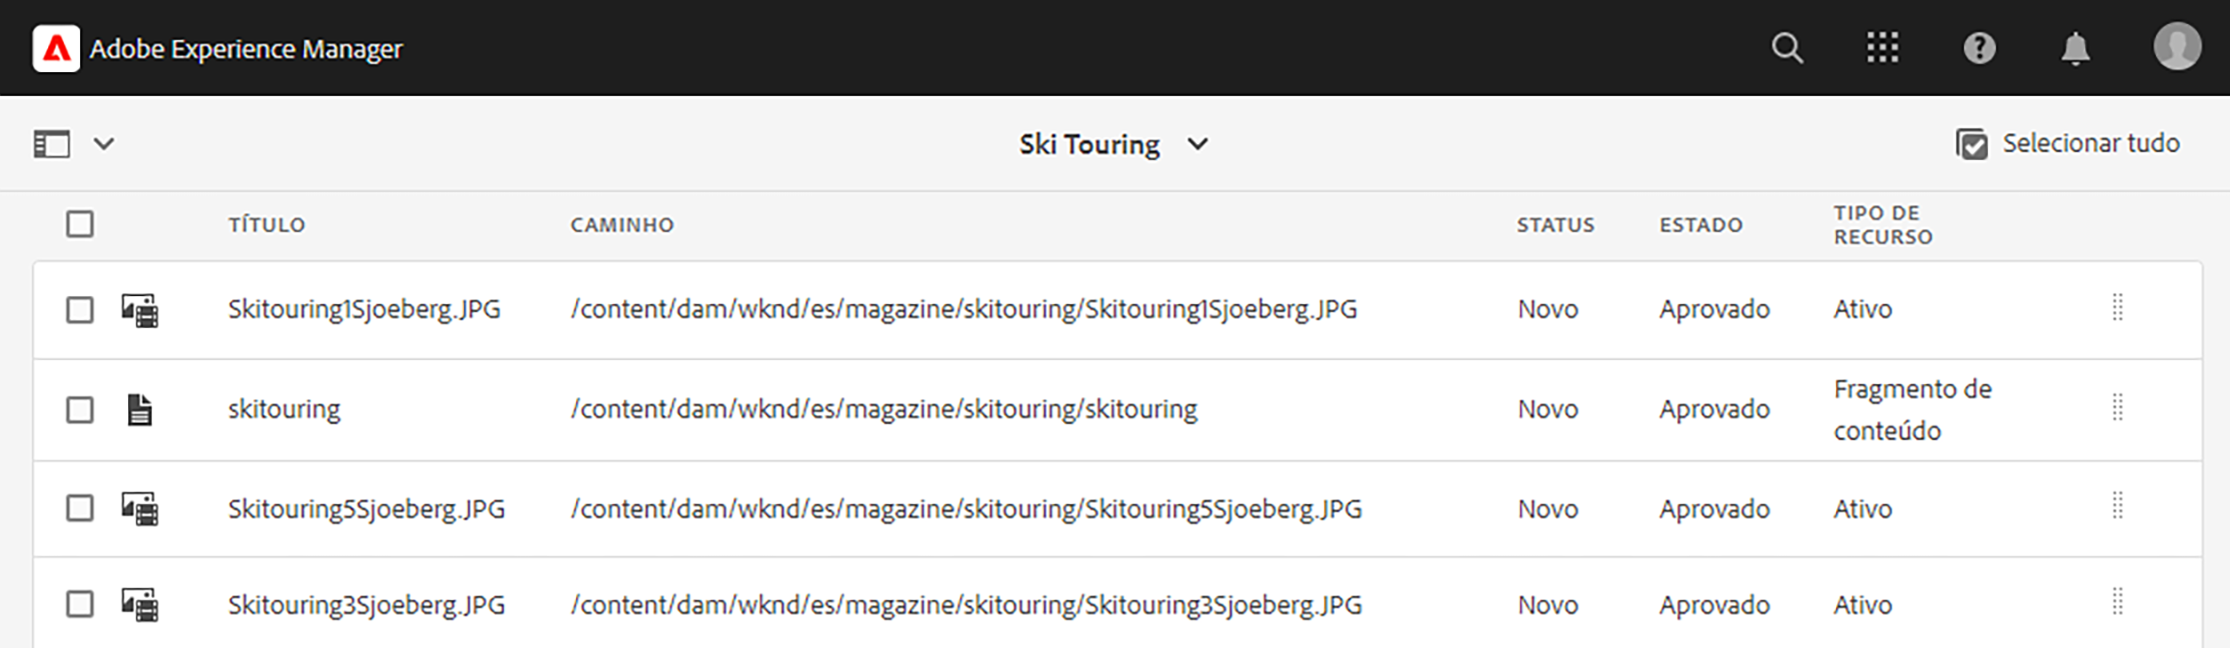 Adobe Experience Manager
Ski Touring
Selecionar tudo
TÍTULO CAMINHO STATUS ESTADO TIPO DE RECURSO
Skitouring1Sjoeberg.JPG /content/dam/wknd/es/magazine/skitouring/Skitouring1Sjoeberg.JPG Novo Aprovado Ativo
skitouring /content/dam/wknd/es/magazine/skitouring/skitouring Novo Aprovado Fragmento de conteúdo
Skitouring5Sjoeberg.JPG /content/dam/wknd/es/magazine/skitouring/Skitouring5Sjoeberg.JPG Novo Aprovado Ativo
Skitouring3Sjoeberg.JPG /content/dam/wknd/es/magazine/skitouring/Skitouring3Sjoeberg.JPG Novo Aprovado Ativo